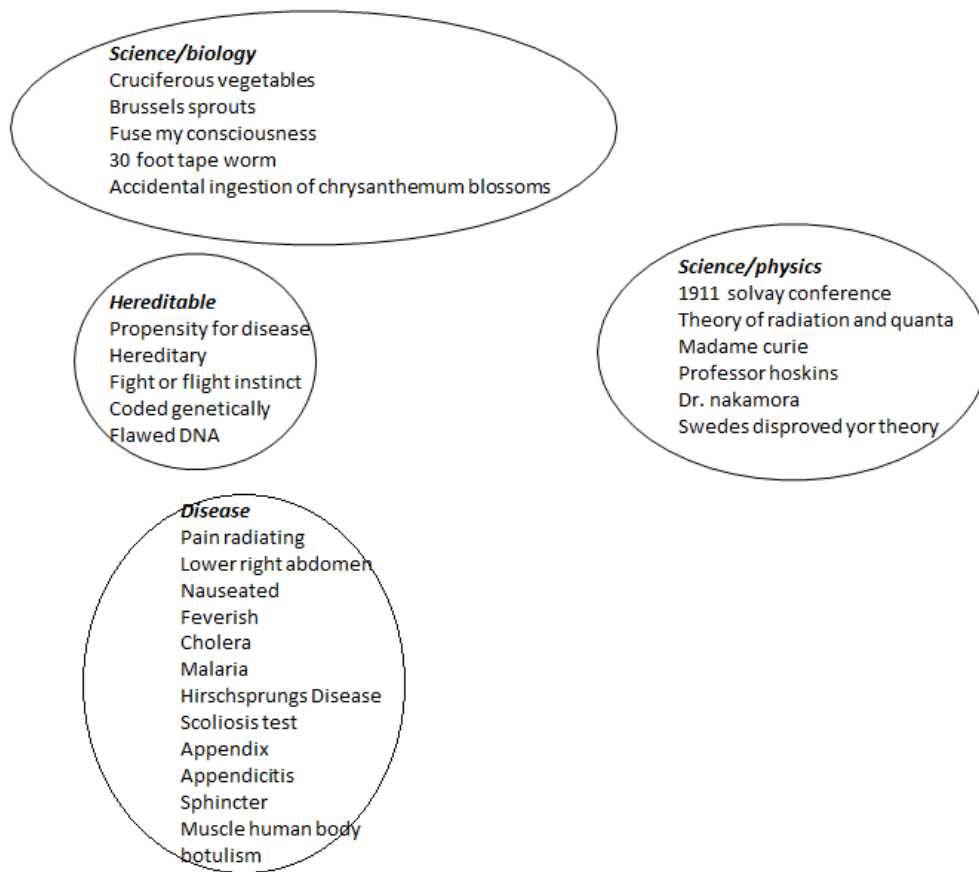 Science/biology
Cruciferous vegetables
Brussels sprouts
Fuse my consciousness
30 foot tape worm
Accidental ingestion of chrysanthemum blossoms
Hereditable
Propensity for disease
Hereditary
Fight or flight instinct
Coded genetically
Flawed DNA
Science/physics
1911 solvay conference
Theory of radiation and quanta
Madame curie
Professor hoskins
Dr. nakamora
Swedes disproved yor theory
Disease
Pain radiating
Lower right abdomen
Nauseated
Feverish
Cholera
Malaria
Hirschsprungs Disease
Scoliosis test
Appendix
Appendicitis
Sphincter
Muscle human body
botulism